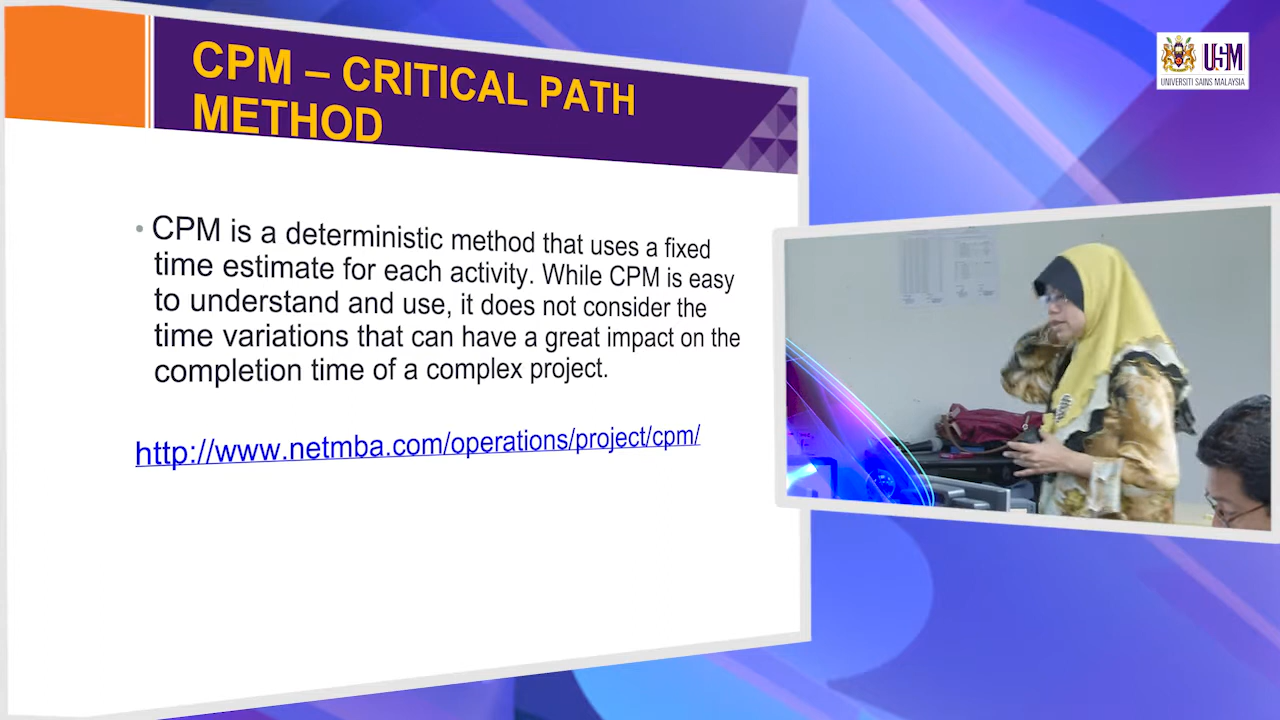 CPM – CRITICAL PATH
METHOD
• CPM is a deterministic method that uses a fixed
time estimate for each activity. While CPM is easy
to understand and use, it does not consider the
time variations that can have a great impact on the
completion time of a complex project.
http://www.netmba.com/operations/project/cpm/
USM
UNIVERSITI SAINS MALAYSIA